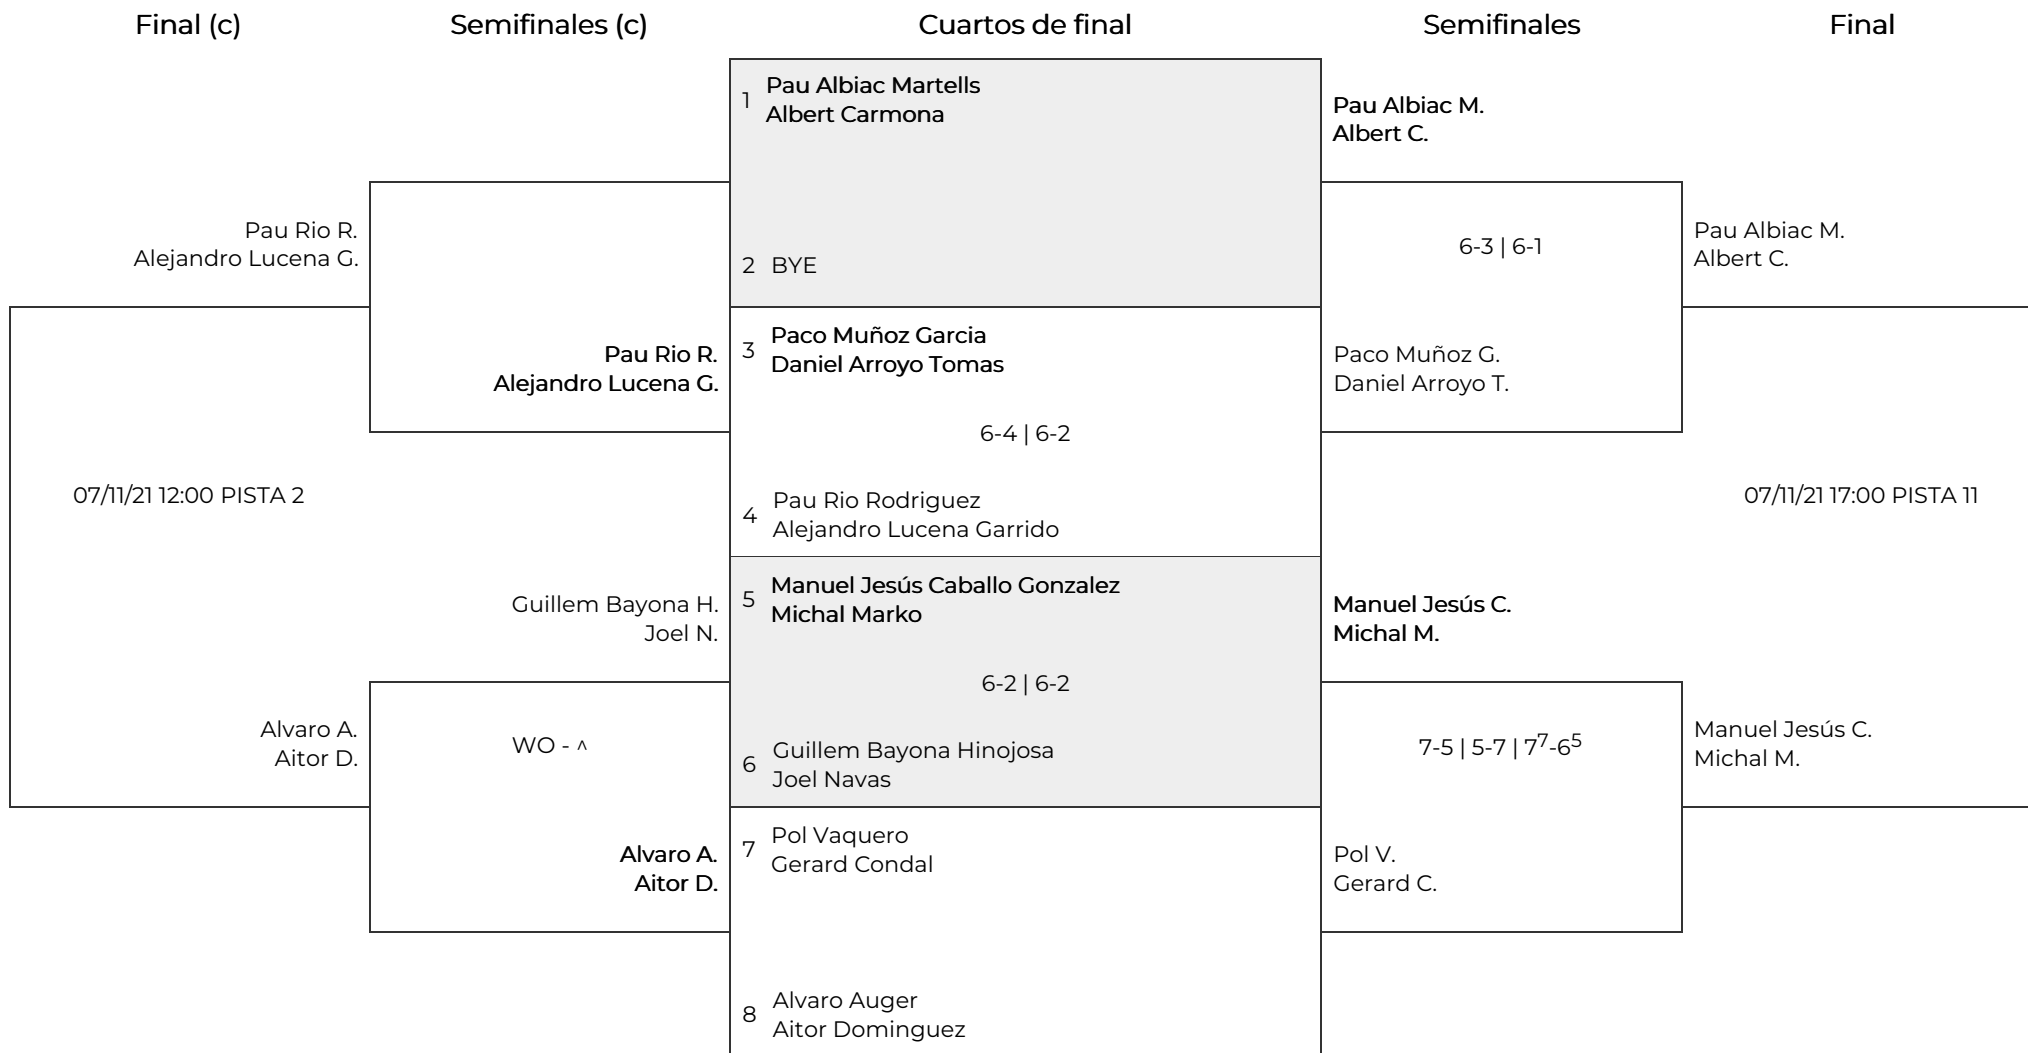 Final (c)
Semifinales (c)
Cuartos de final
Semifinales
Final
Pau Rio R.
Alejandro Lucena G.
07/11/21 12:00 PISTA 2
Alvaro A.
Aitor D.
Pau Rio R.
Alejandro Lucena G.
Guillem Bayona H.
Joel N.
WO - ^
Alvaro A.
Aitor D.
1 Pau Albiac Martells
Albert Carmona
2 BYE
3 Paco Muñoz Garcia
Daniel Arroyo Tomas
6-4 | 6-2
4 Pau Rio Rodriguez
Alejandro Lucena Garrido
5 Manuel Jesús Caballo Gonzalez
Michal Marko
6-2 | 6-2
6 Guillem Bayona Hinojosa
Joel Navas
7 Pol Vaquero
Gerard Condal
8 Alvaro Auger
Aitor Dominguez
Pau Albiac M.
Albert C.
6-3 | 6-1
Paco Muñoz G.
Daniel Arroyo T.
Manuel Jesús C.
Michal M.
7-5 | 5-7 | 7⁷-6⁵
Pol V.
Gerard C.
Pau Albiac M.
Albert C.
07/11/21 17:00 PISTA 11
Manuel Jesús C.
Michal M.